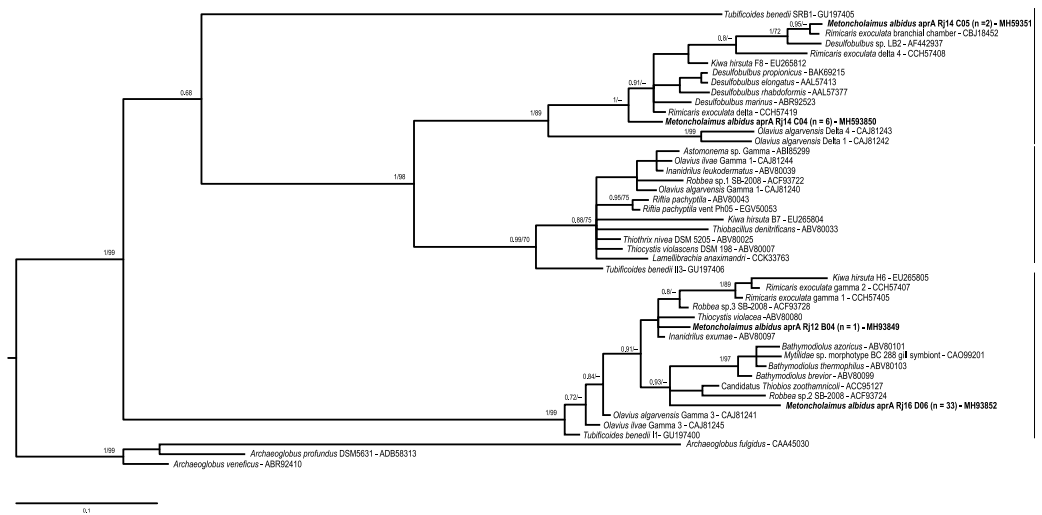 Tubificoides benedii SRB1- GU197405
0.95/–
Metoncholaimus albidus aprA Rj14 C05 (n =2) – MH59351
1/72
Rimicaris exoculata branchial chamber – CBJ18452
0.8/–
Desulfobulbus sp. LB2 – AF442937
Rimicaris exoculata delta 4 – CCH57408
Kiwa hirsuta F8 – EU265812
0.91/–
Desulfobulbus propionicus – BAK69215
Desulfobulbus elongatus – AAL57413
0.68
Desulfobulbus rhabdoformis – AAL57377
1/–
Desulfobulbus marinus – ABR92523
1/89
Rimicaris exoculata delta – CCH57419
Metoncholaimus albidus aprA Rj14 C04 (n = 6) – MH593850
1/99
Olavius algarvensis Delta 4 – CAJ81243
Olavius algarvensis Delta 1 – CAJ81242
Astomonema sp. Gamma – ABI85299
Olavius ilvae Gamma 1- CAJ81244
1/98
Inanidrilus leukodermatus – ABV80039
Robbea sp.1 SB-2008 – ACF93722
Olavius algarvensis Gamma 1- CAJ81240
0.95/75
Riftia pachyptila – ABV80043
Riftia pachyptila vent Ph05 – EGV50053
Kiwa hirsuta B7 – EU265804
0.88/75
Thiobacillus denitrificans – ABV80033
Thiothrix nivea DSM 5205 – ABV80025
0.99/70
Thiocystis violascens DSM 198 – ABV80007
1/99
Lamellibrachia anaximandri – CCK33763
Tubificoides benedii II3- GU197406
Kiwa hirsuta H6 – EU265805
1/89
Rimicaris exoculata gamma 2 – CCH57407
0.8/–
Rimicaris exoculata gamma 1 – CCH57405
Robbea sp.3 SB-2008 – ACF93728
Thiocystis violacea – ABV80080
Metoncholaimus albidus aprA Rj12 B04 (n = 1) – MH93849
Inanidrilus exumae – ABV80097
0.91/–
Bathymodiolus azoricus – ABV80101
1/97
Mytilidae sp. morphotype BC 288 gill symbiont – CAO99201
Bathymodiolus thermophilus – ABV80103
0.84/–
Bathymodiolus brevior – ABV80099
0.93/–
Candidatus Thiobios zoothamnicoli – ACC95127
Robbea sp.2 SB-2008 – ACF93724
0.72/–
Metoncholaimus albidus aprA Rj16 D06 (n = 33) – MH93852
1/99
Olavius algarvensis Gamma 3 – CAJ81241
Olavius ilvae Gamma 3 – CAJ81245
Tubificoides benedii I1- GU197400
Archaeoglobus fulgidus – CAA45030
1/99
Archaeoglobus profundus DSM5631 – ADB58313
Archaeoglobus veneficus – ABR92410
0.1